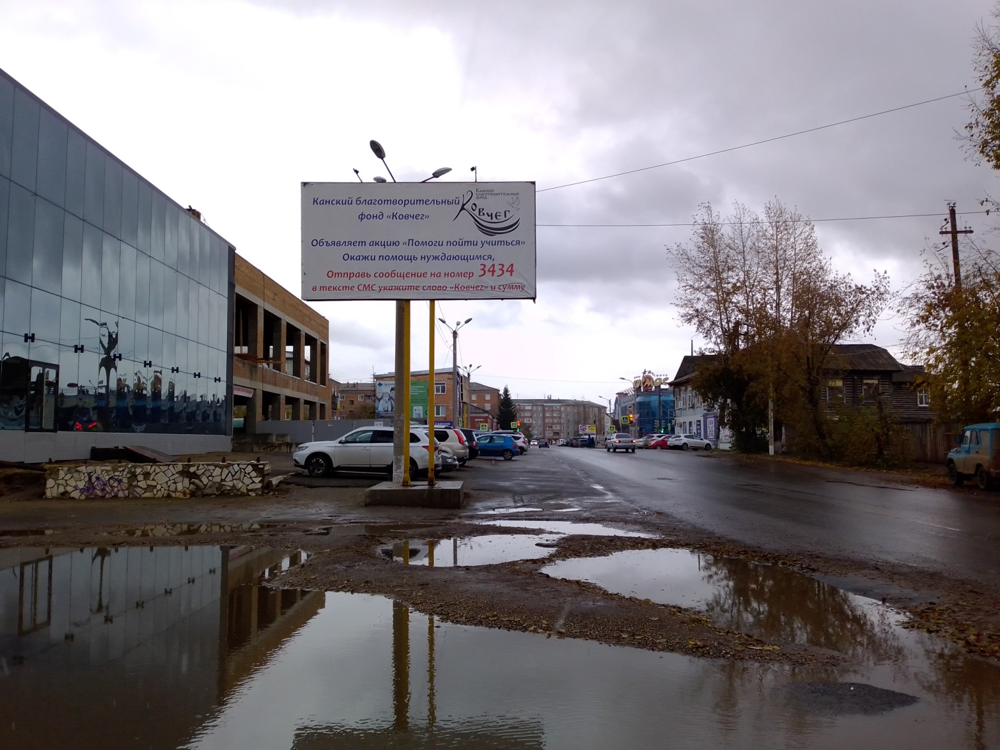 Канский благотворительный
фонд «Ковчег»
Канский
благотворительный
фонд
Ковчег
Объявляет акцию «Помоги пойти учиться»
Окажи помощь нуждающимся,
Отправь сообщение на номер 3434
в тексте СМС укажите слово «Ковчег» и сумму